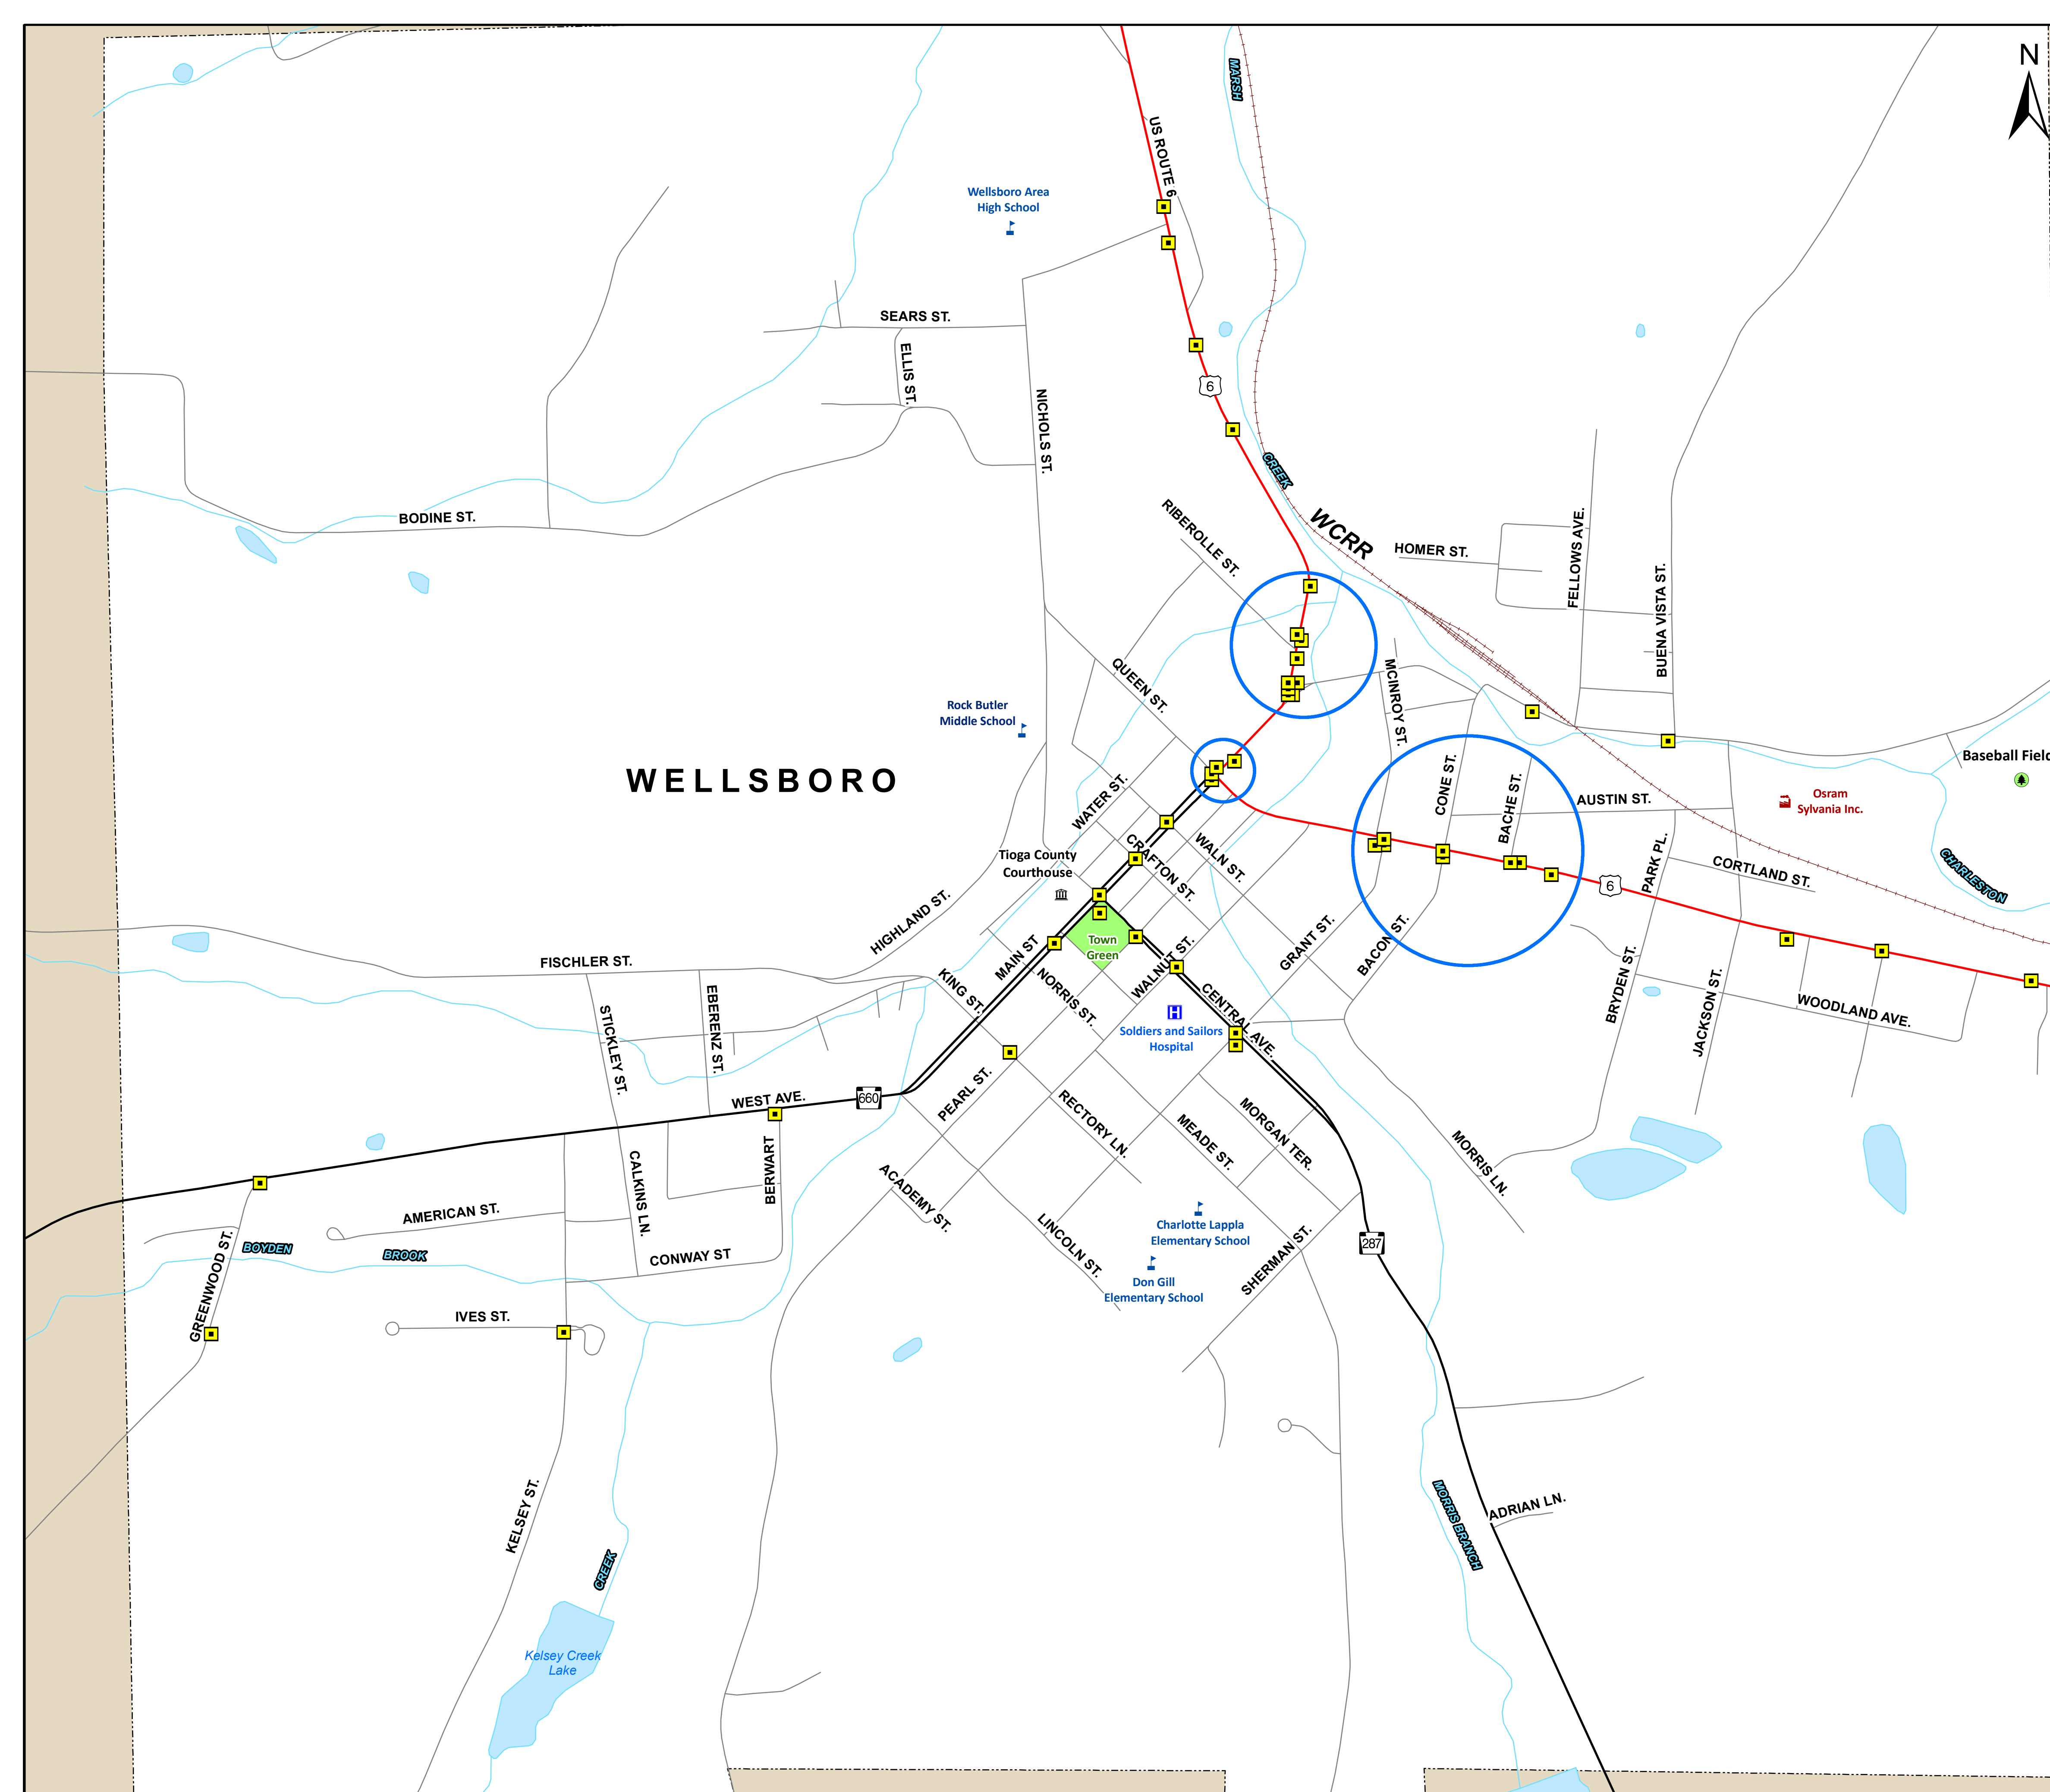 N
MARSH
US ROUTE 6
Wellsboro Area
High School
SEARS ST.
ELLIS ST.
6
NICHOLS ST.
CREEK
BODINE ST.
RIBEROLLE ST.
WCRR
HOMER ST.
FELLOWS AVE.
BUENA VISTA ST.
QUEEN ST.
MCINROY ST.
Rock Butler
Middle School
WELLSBORO
WATER ST.
CONE ST.
BACHE ST.
AUSTIN ST.
Baseball Field
Osram
Sylvania Inc.
Tioga County
Courthouse
CRAFTON ST.
WALN ST.
PARK PL.
CORTLAND ST.
6
CHARLESTON
HIGHLAND ST.
MAIN ST
Town
Green
WALNUT ST.
GRANT ST.
BACON ST.
FISCHLER ST.
KING ST.
NORRIS ST.
CENTRAL AVE.
BRYDEN ST.
JACKSON ST.
WOODLAND AVE.
STICKLEY ST.
EBERENZ ST.
H
Soldiers and Sailors
Hospital
WEST AVE.
660
PEARL ST.
RECTORY LN.
MEADE ST.
MORGAN TER.
MORRIS LN.
CALKINS LN.
BERWART
ACADEMY ST.
AMERICAN ST.
LINCOLN ST.
Charlotte Lappla
Elementary School
SHERMAN ST.
287
GREENWOOD ST.
BOYDEN
BROOK
CONWAY ST
Don Gill
Elementary School
IVES ST.
KELSEY ST.
MORRIS BRANCH
ADRIAN LN.
CREEK
Kelsey Creek
Lake